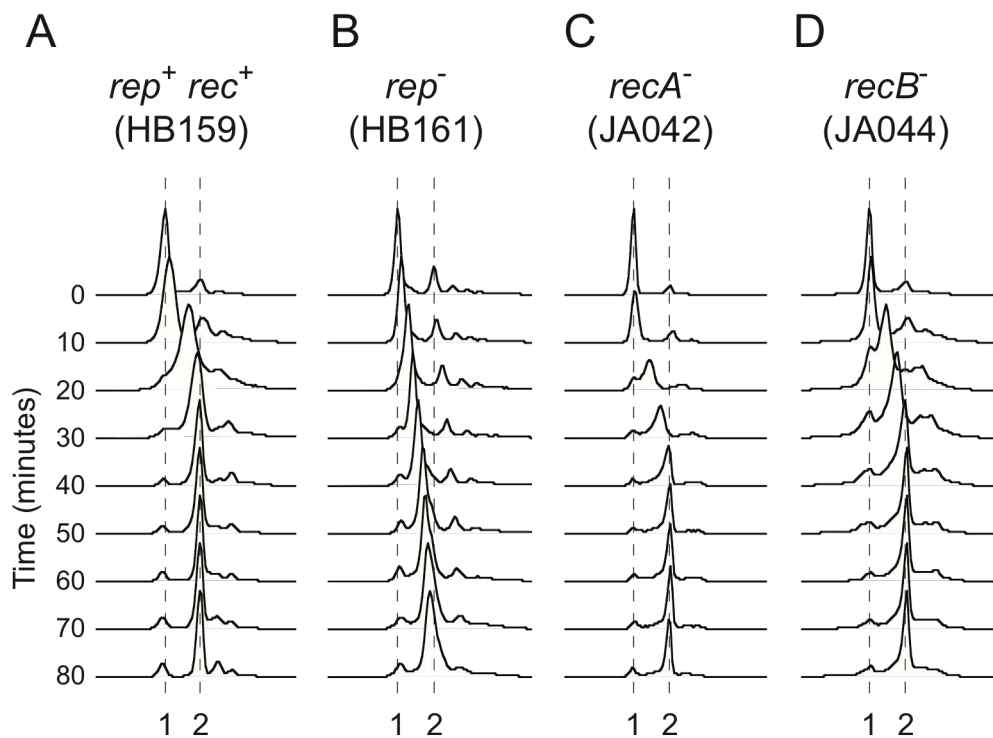 A B C D
rep⁺ rec⁺ rep⁻ recA⁻ recB⁻
(HB159) (HB161) (JA042) (JA044)
Time (minutes)
0
10
20
30
40
50
60
70
80
1 2 1 2 1 2 1 2